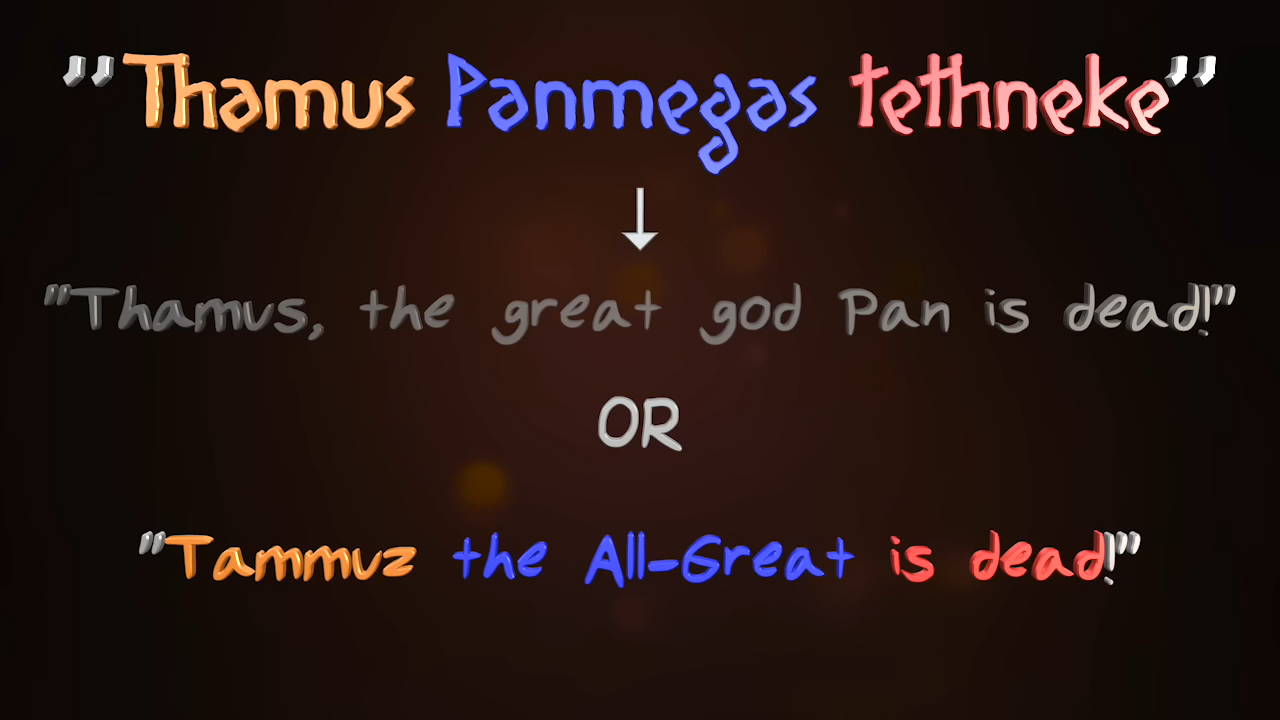 "Thamus Panmegas tethneke"
"Thamus, the great god Pan is dead!"
OR
"Tammuz the All-Great is dead!"